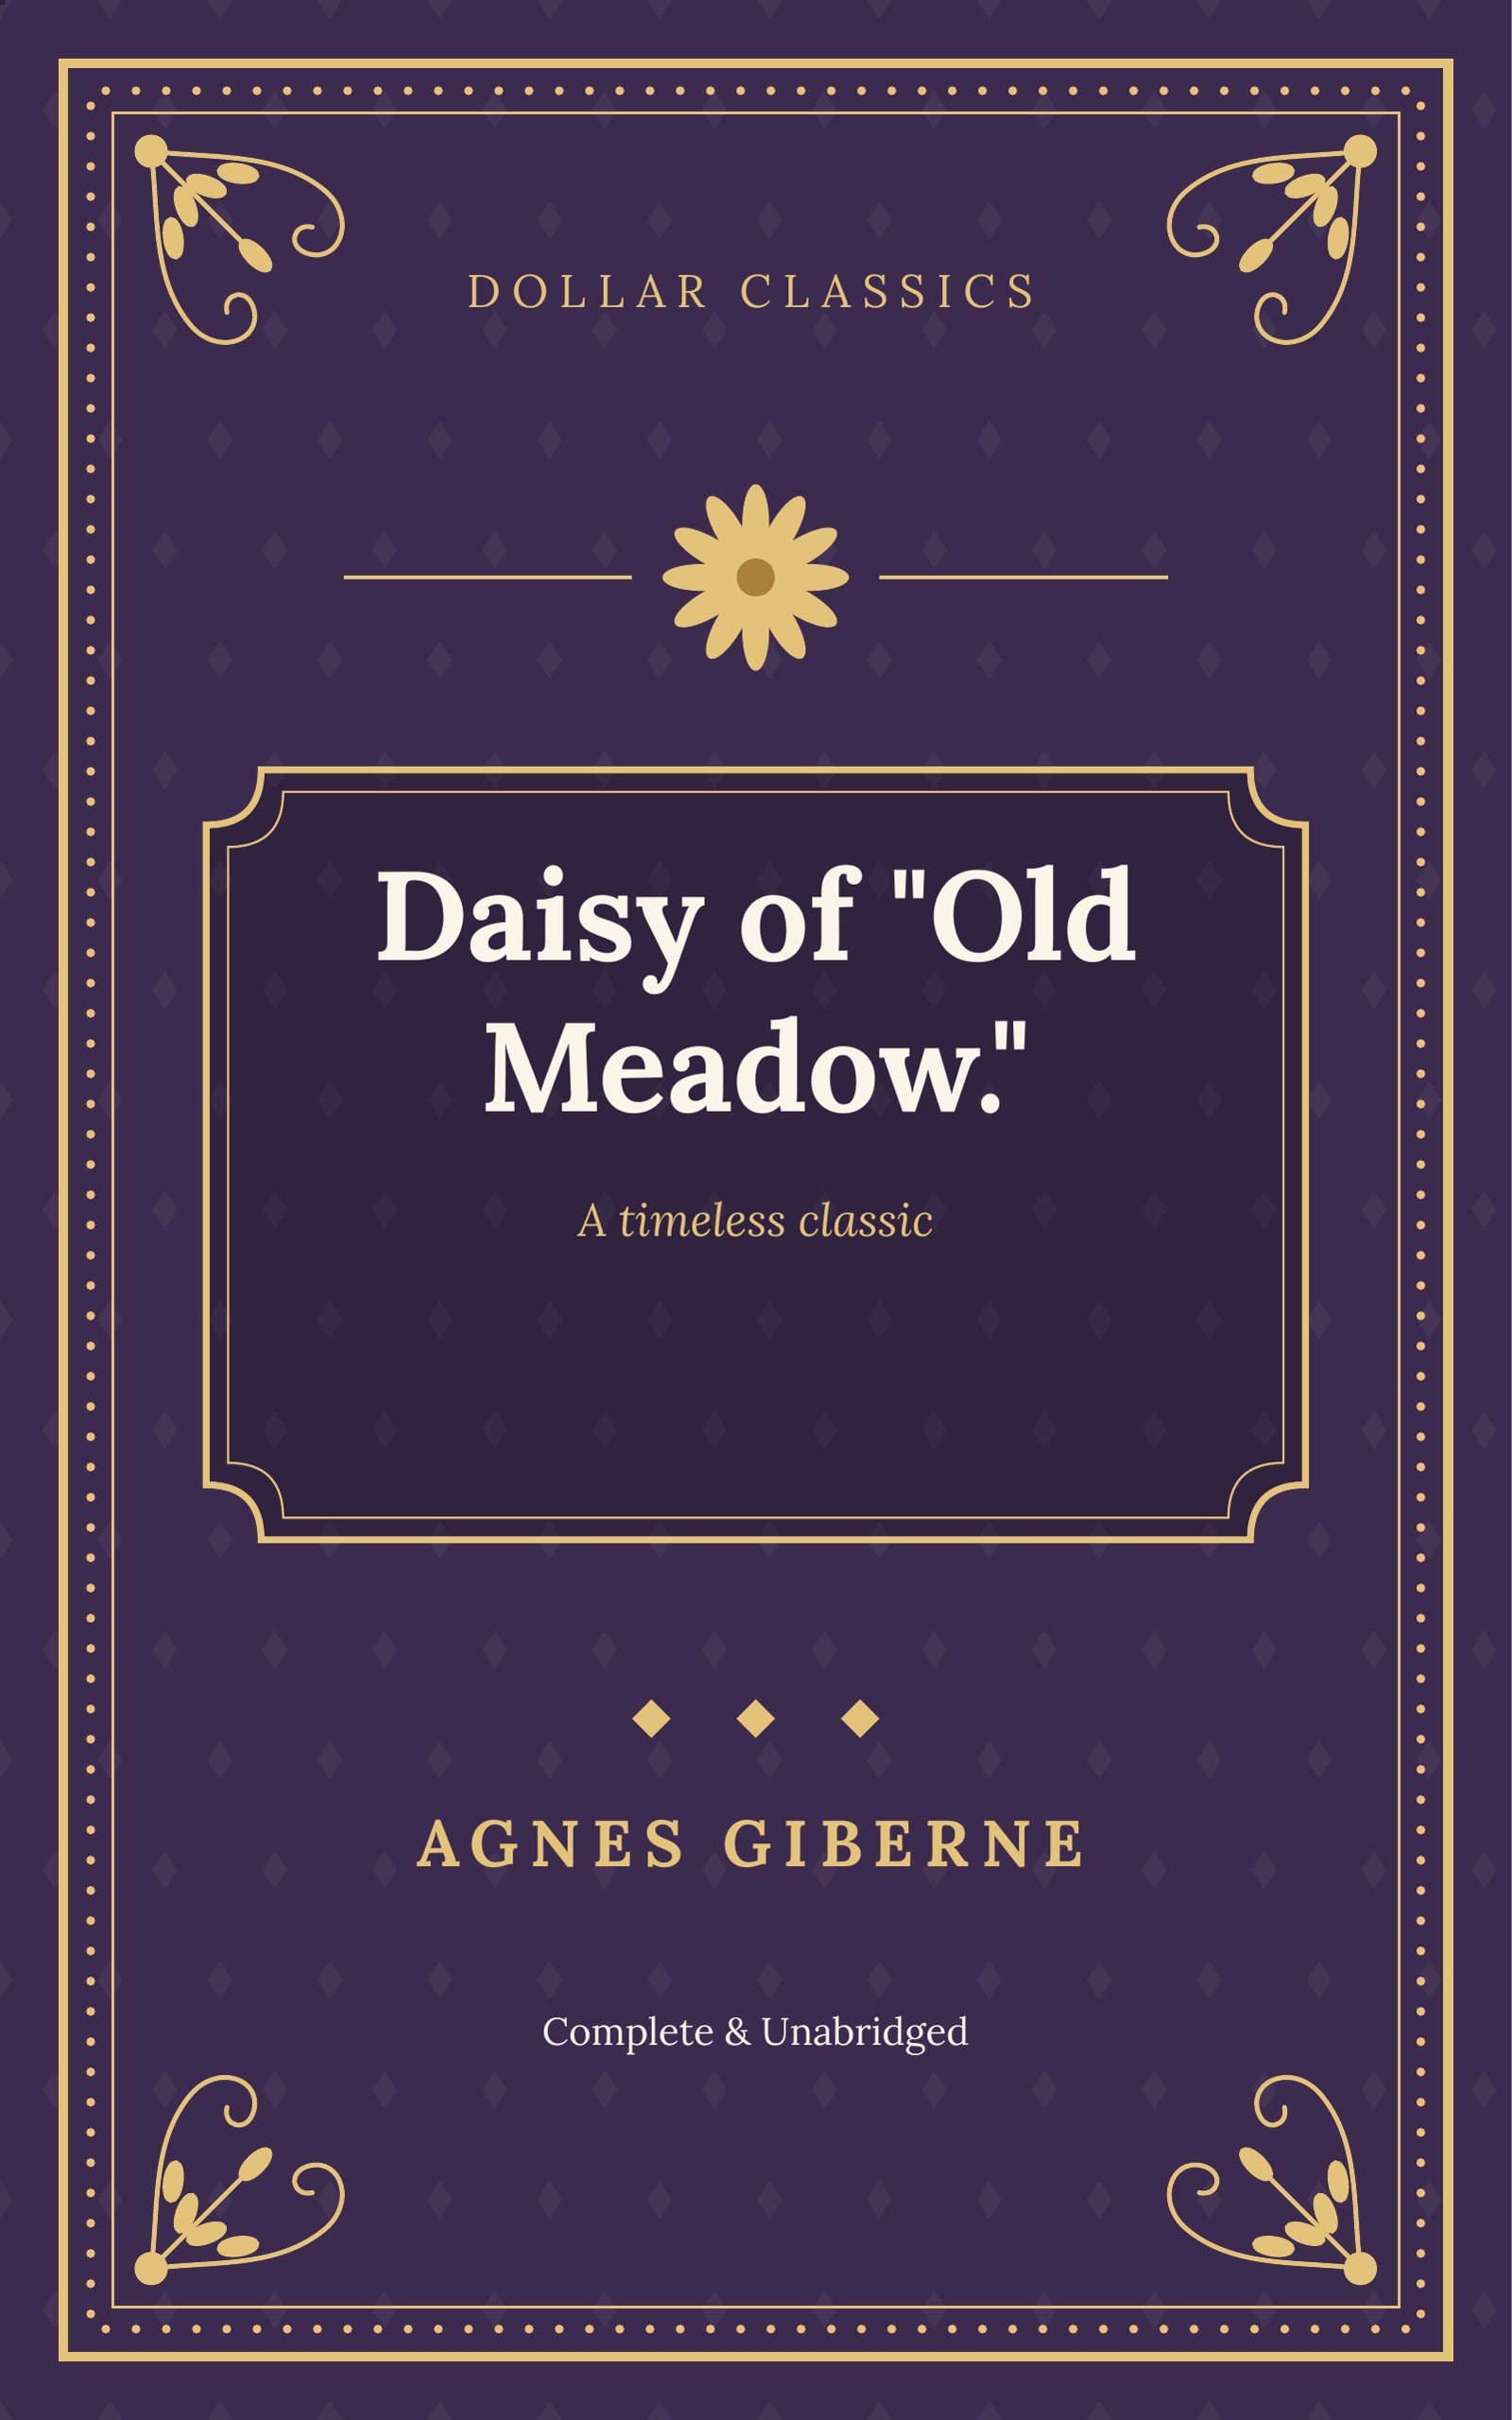 DOLLAR CLASSICS
Daisy of "Old
Meadow."
A timeless classic
AGNES GIBERNE
Complete & Unabridged